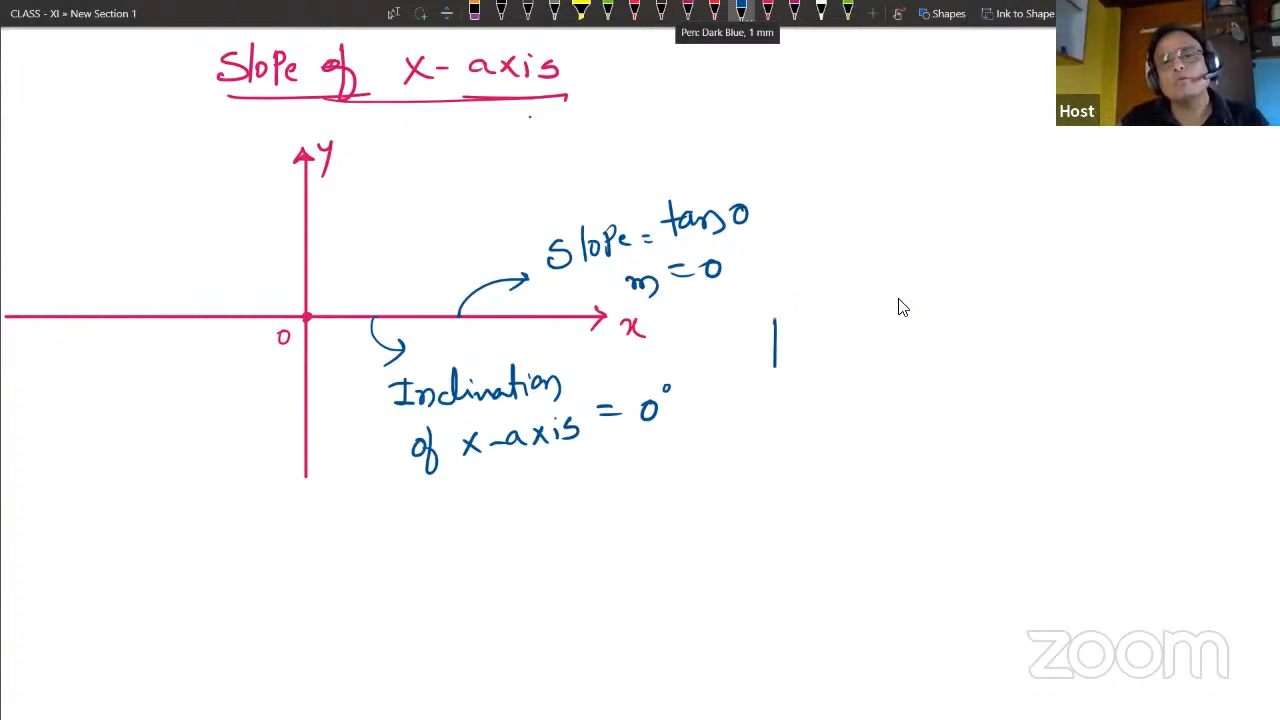 CLASS - XI » New Section 1
Shapes
Ink to Shape
Pen: Dark Blue, 1 mm
Host
Slope of x-axis
y
Slope = tan 0
m = 0
0
x
Inclination
of x-axis = 0°
zoom